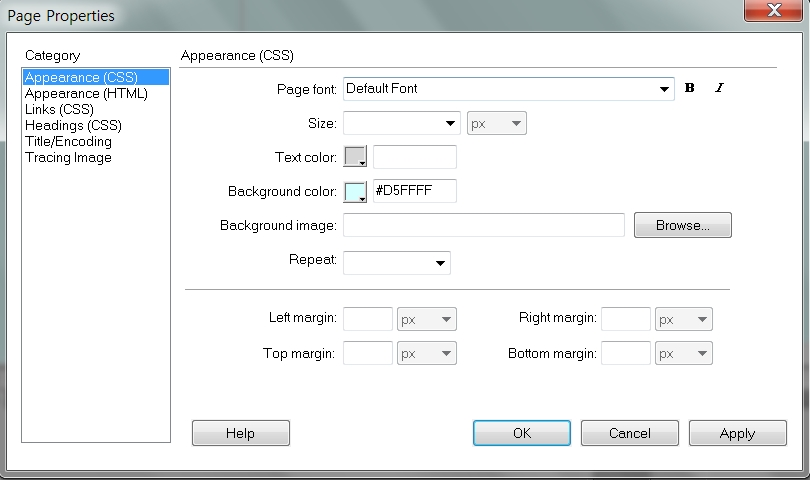 Page Properties
Category
Appearance (CSS)
Appearance (HTML)
Links (CSS)
Headings (CSS)
Title/Encoding
Tracing Image
Appearance (CSS)
Page font: Default Font B I
Size: px
Text color:
Background color: #D5FFFF
Background image: Browse...
Repeat:
Left margin: px Right margin: px
Top margin: px Bottom margin: px
Help OK Cancel Apply